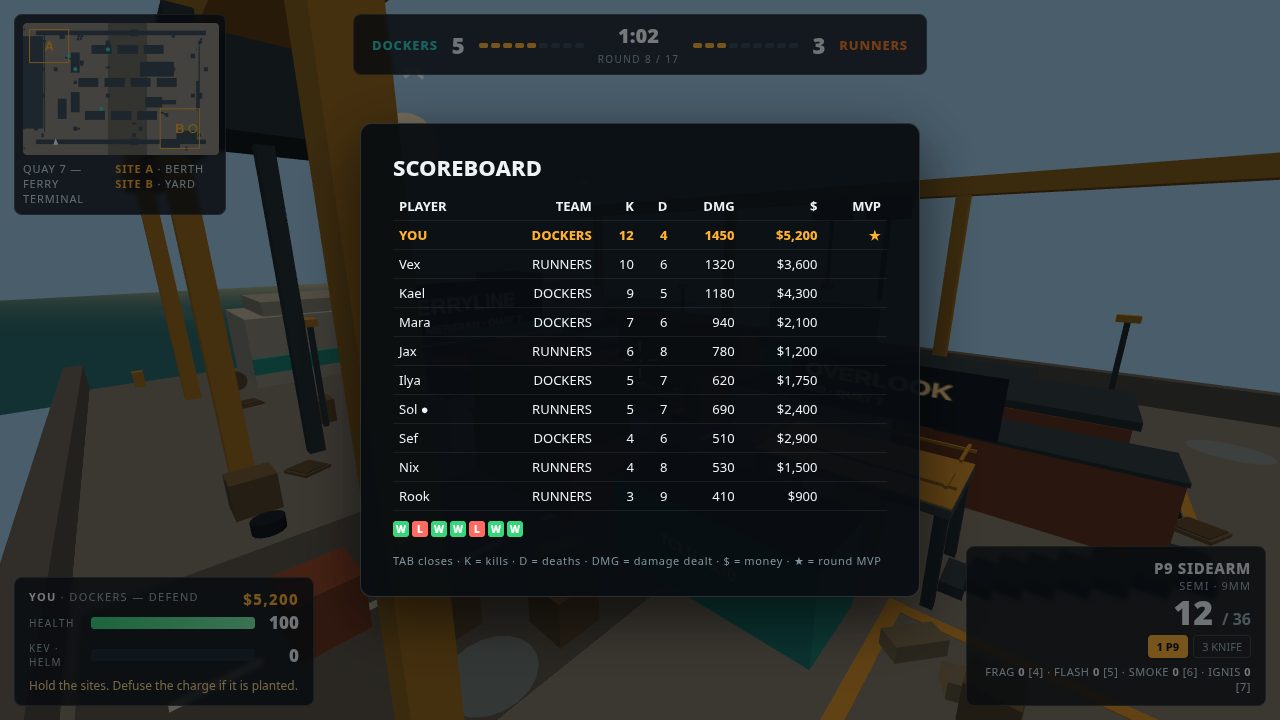 A
B
QUAY 7 —
FERRY
TERMINAL
SITE A · BERTH
SITE B · YARD
DOCKERS 5 1:02 3 RUNNERS
ROUND 8 / 17
SCOREBOARD
PLAYER TEAM K D DMG $ MVP
YOU DOCKERS 12 4 1450 $5,200 ★
Vex RUNNERS 10 6 1320 $3,600
Kael DOCKERS 9 5 1180 $4,300
Mara DOCKERS 7 6 940 $2,100
Jax RUNNERS 6 8 780 $1,200
Ilya DOCKERS 5 7 620 $1,750
Sol ● RUNNERS 5 7 690 $2,400
Sef DOCKERS 4 6 510 $2,900
Nix RUNNERS 4 8 530 $1,500
Rook RUNNERS 3 9 410 $900
W L W W L W W
TAB closes · K = kills · D = deaths · DMG = damage dealt · $ = money · ★ = round MVP
OVERLOOK
YOU · DOCKERS — DEFEND $5,200
HEALTH 100
KEV ·
HELM 0
Hold the sites. Defuse the charge if it is planted.
P9 SIDEARM
SEMI · 9MM
12 / 36
1 P9 3 KNIFE
FRAG 0 [4] · FLASH 0 [5] · SMOKE 0 [6] · IGNIS 0
[7]